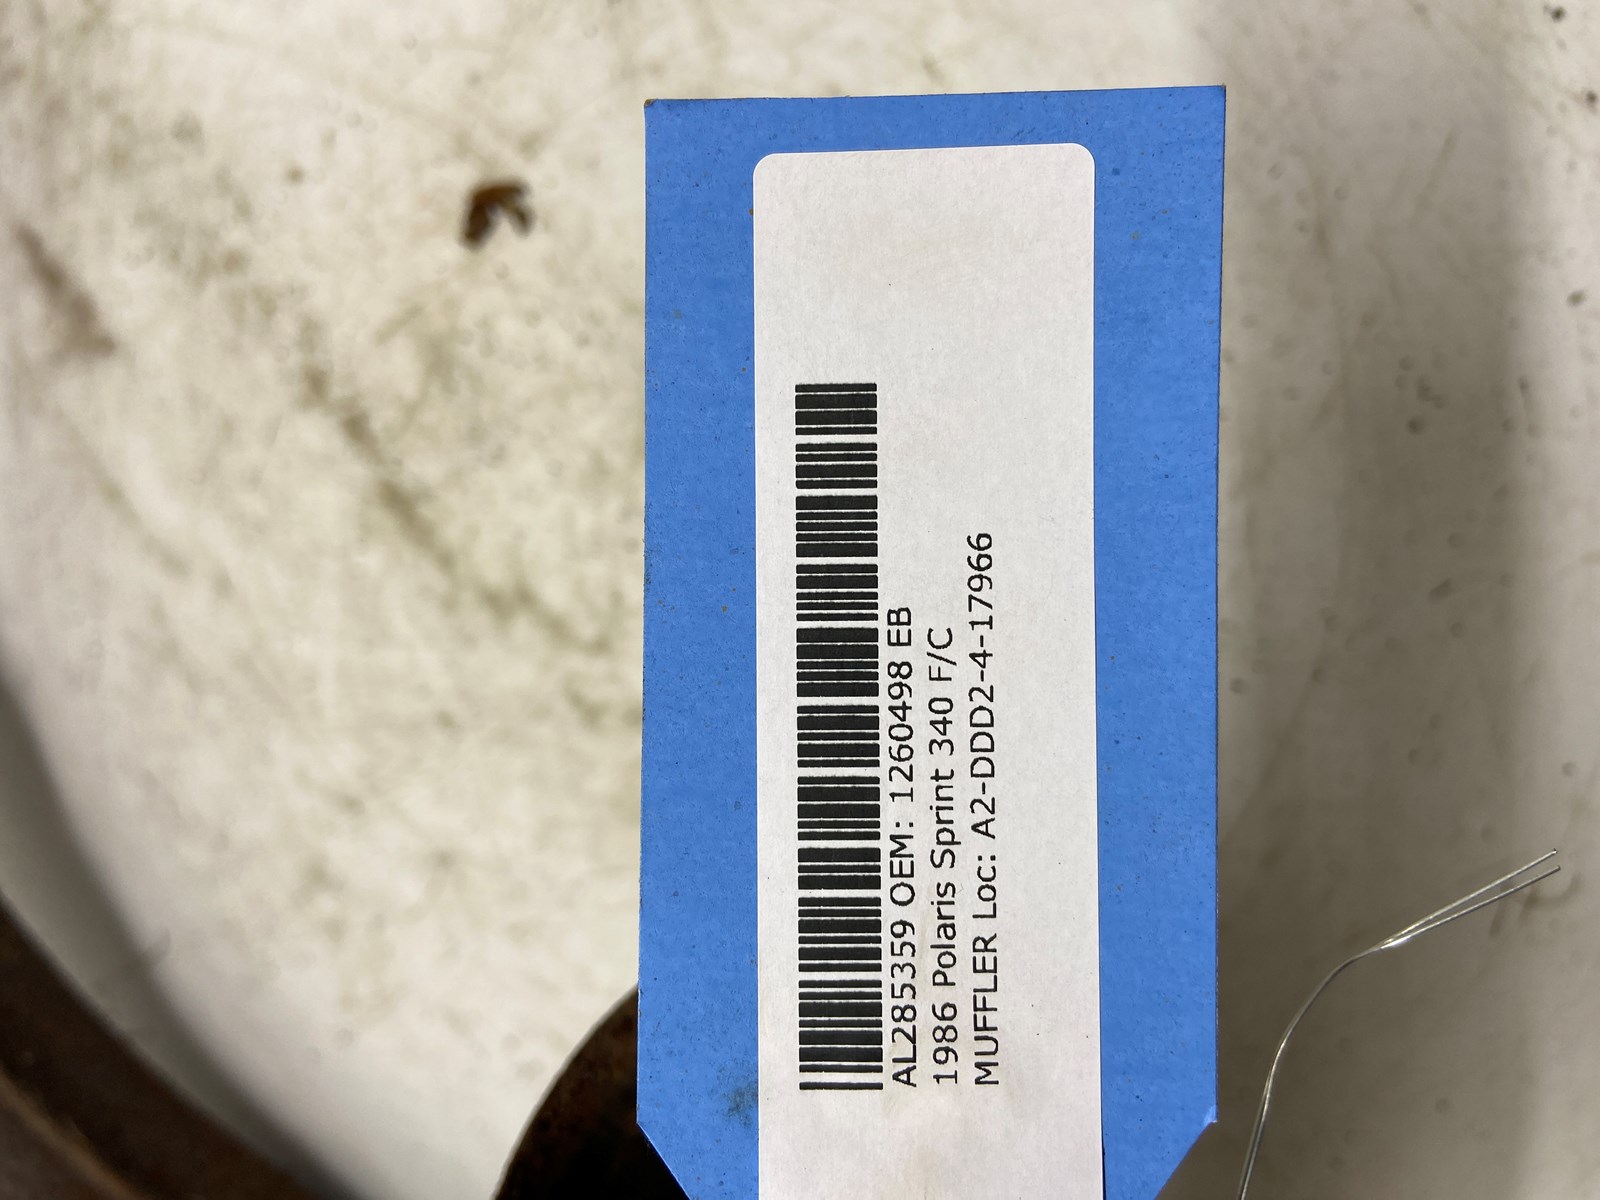 AL285359 OEM: 1260498 EB
1986 Polaris Sprint 340 F/C
MUFFLER Loc: A2-DDD2-4-17966